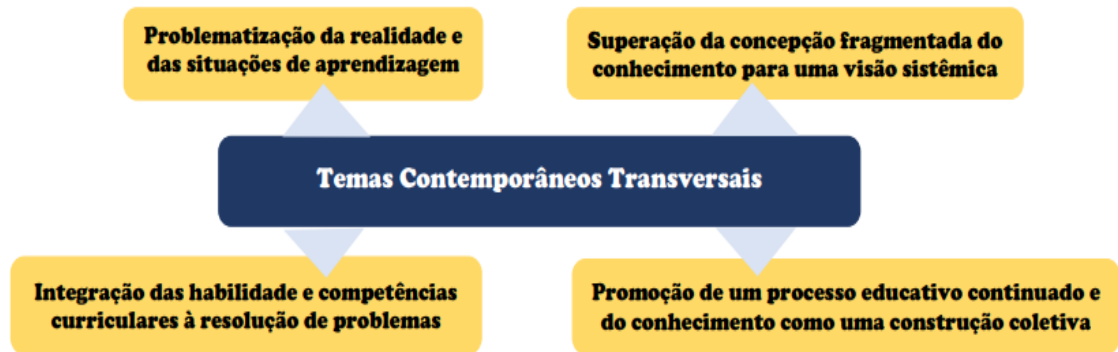 Problematização da realidade e
das situações de aprendizagem
Superação da concepção fragmentada do
conhecimento para uma visão sistêmica
Temas Contemporâneos Transversais
Integração das habilidade e competências
curriculares à resolução de problemas
Promoção de um processo educativo continuado e
do conhecimento como uma construção coletiva